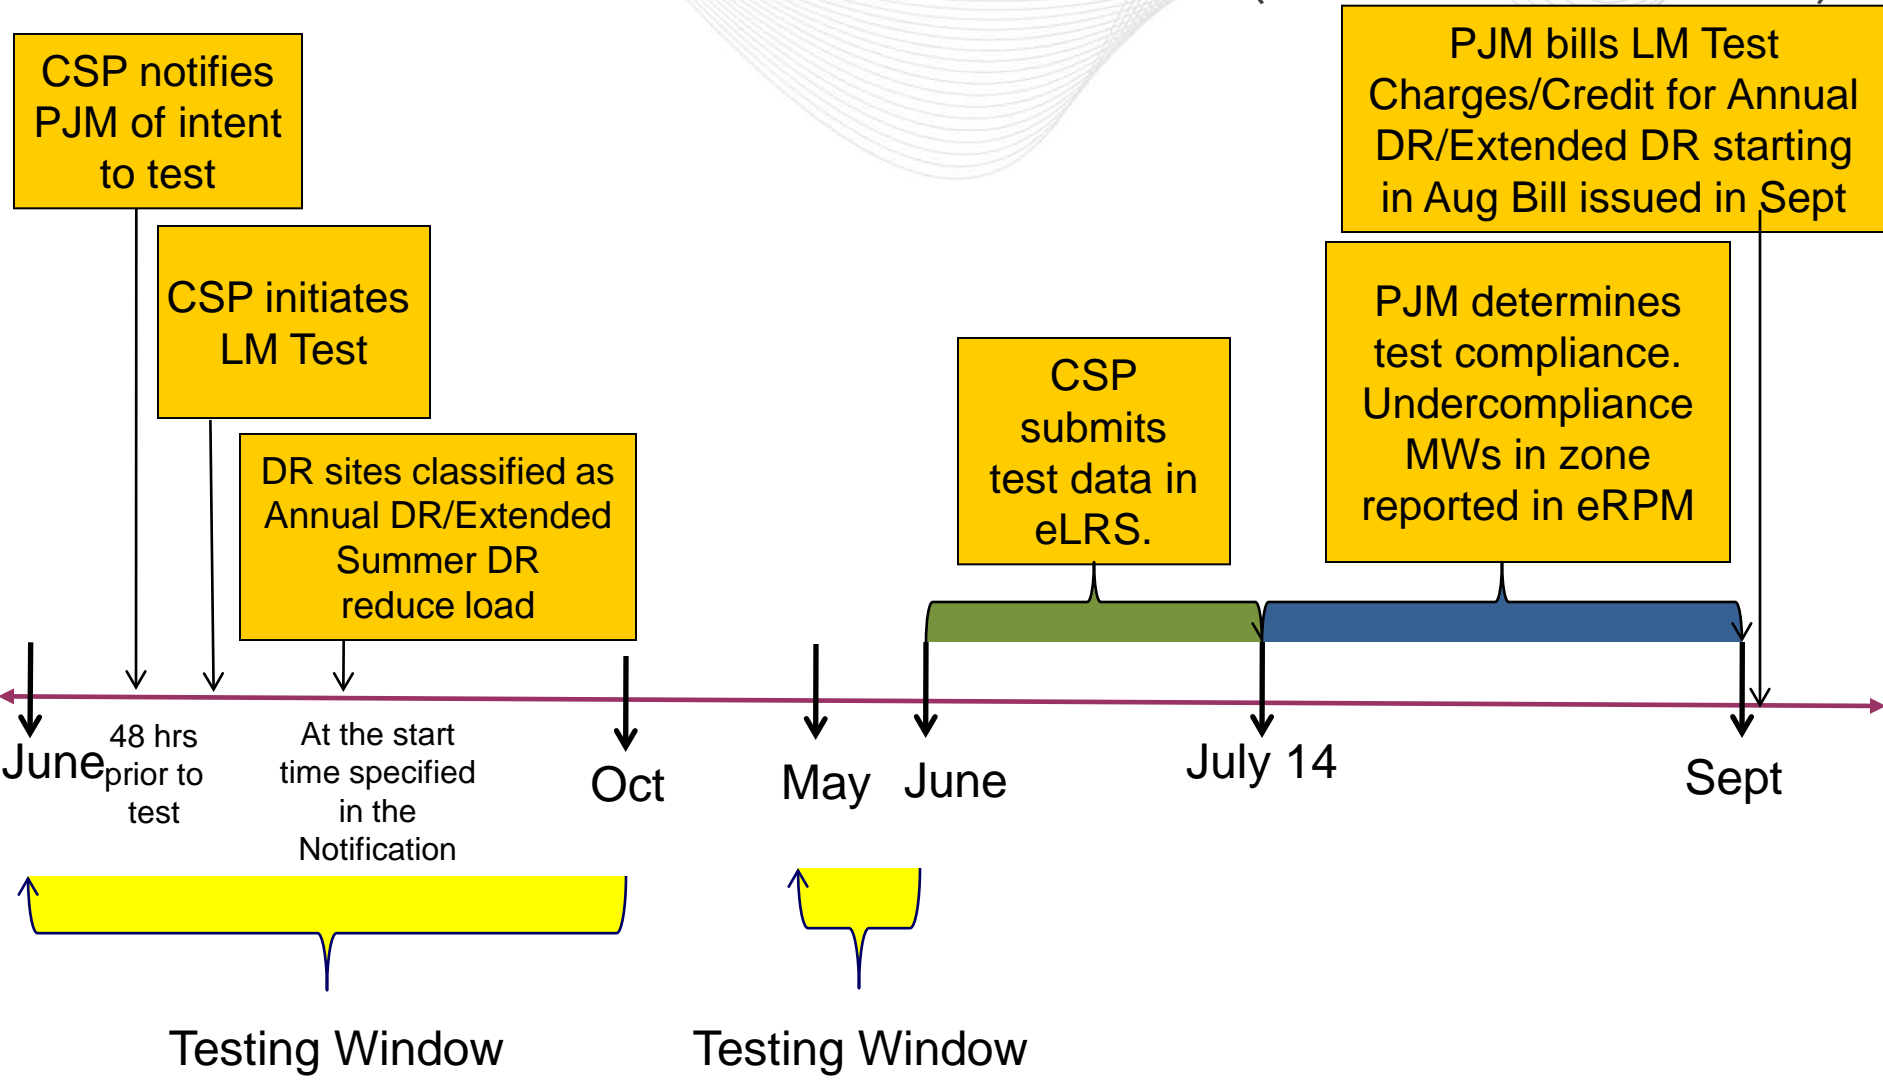 CSP notifies
PJM of intent
to test
PJM bills LM Test
Charges/Credit for Annual
DR/Extended DR starting
in Aug Bill issued in Sept
CSP initiates
LM Test
PJM determines
test compliance.
Undercompliance
MWs in zone
reported in eRPM
CSP
submits
test data in
eLRS.
DR sites classified as
Annual DR/Extended
Summer DR
reduce load
June
48 hrs
prior to
test
At the start
time specified
in the
Notification
Oct
May
June
July 14
Sept
Testing Window
Testing Window